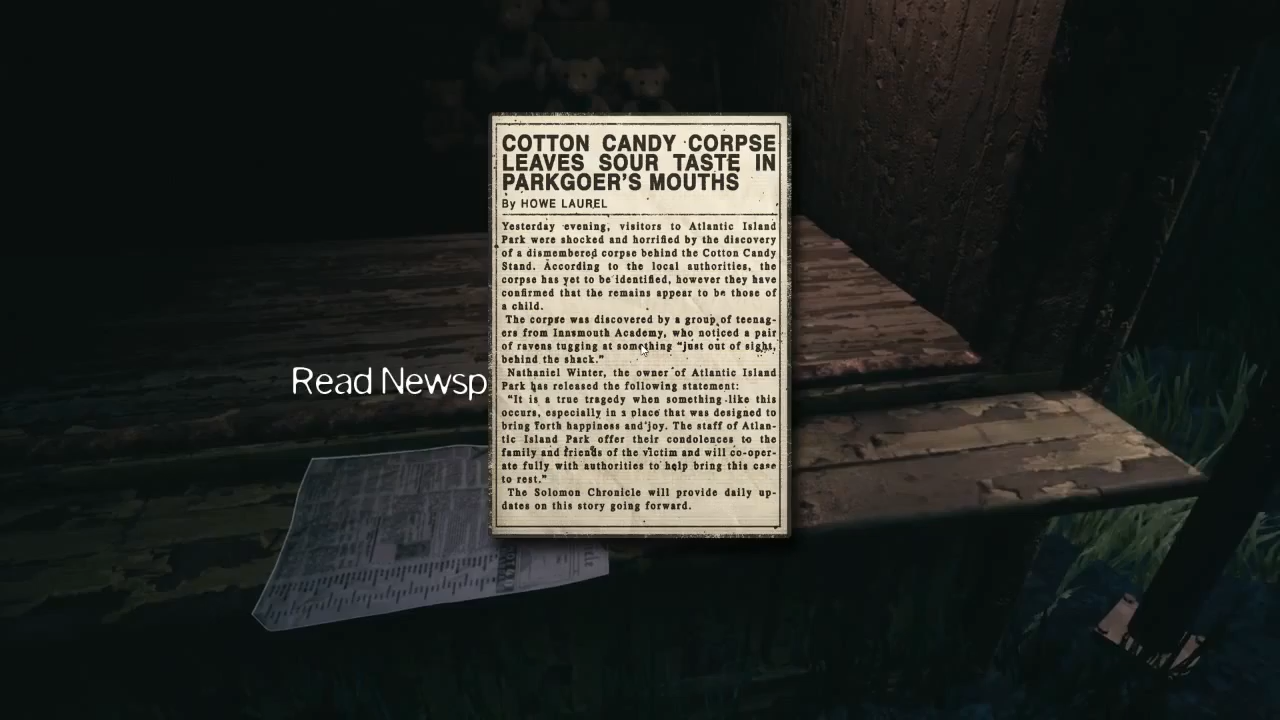 COTTON CANDY CORPSE
LEAVES SOUR TASTE IN
PARKGOER'S MOUTHS
By HOWE LAUREL
Yesterday evening, visitors to Atlantic Island
Park were shocked and horrified by the discovery
of a dismembered corpse behind the Cotton Candy
Stand. According to the local authorities, the
corpse has yet to be identified, however they have
confirmed that the remains appear to be those of
a child.
The corpse was discovered by a group of teenag-
ers from Innsmouth Academy, who noticed a pair
of ravens tugging at something "just out of sight,
behind the shack."
Nathaniel Winter, the owner of Atlantic Island
Park has released the following statement:
"It is a true tragedy when something like this
occurs, especially in a place that was designed to
bring forth happiness and joy. The staff of Atlan-
tic Island Park offer their condolences to the
family and friends of the victim and will co-oper-
ate fully with authorities to help bring this case
to rest."
The Solomon Chronicle will provide daily up-
dates on this story going forward.
Read Newsp